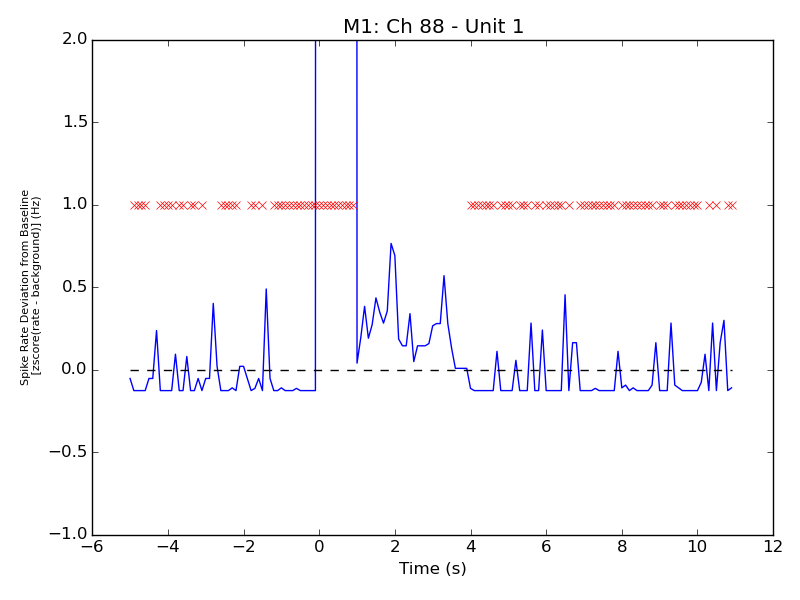 M1: Ch 88 - Unit 1
2.0
1.5
1.0
0.5
0.0
−0.5
−1.0
Spike Rate Deviation from Baseline
[zscore(rate - background)] (Hz)
−6 −4 −2 0 2 4 6 8 10 12
Time (s)